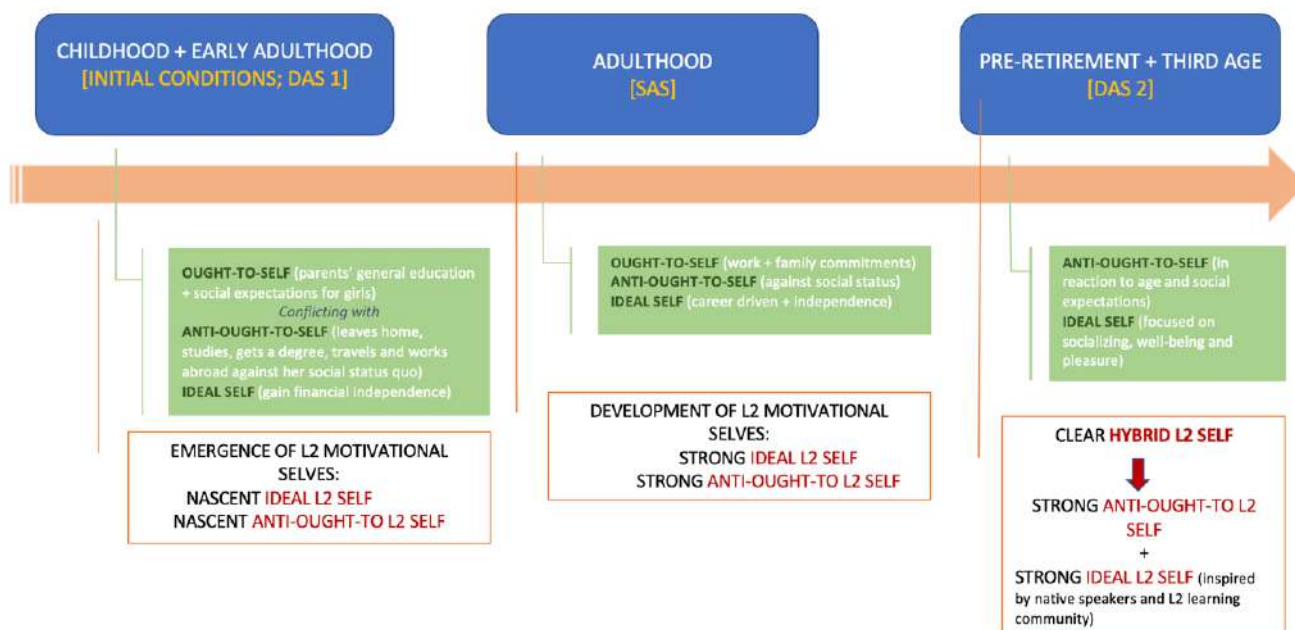 CHILDHOOD + EARLY ADULTHOOD
[INITIAL CONDITIONS; DAS 1]
ADULTHOOD
[SAS]
PRE-RETIREMENT + THIRD AGE
[DAS 2]
OUGHT-TO-SELF (parents' general education
+ social expectations for girls)
Conflicting with
ANTI-OUGHT-TO-SELF (leaves home,
studies, gets a degree, travels and works
abroad against her social status quo)
IDEAL SELF (gain financial independence)
EMERGENCE OF L2 MOTIVATIONAL
SELVES:
NASCENT IDEAL L2 SELF
NASCENT ANTI-OUGHT-TO L2 SELF
OUGHT-TO-SELF (work + family commitments)
ANTI-OUGHT-TO-SELF (against social status)
IDEAL SELF (career driven + independence)
DEVELOPMENT OF L2 MOTIVATIONAL
SELVES:
STRONG IDEAL L2 SELF
STRONG ANTI-OUGHT-TO L2 SELF
ANTI-OUGHT-TO-SELF (in
reaction to age and social
expectations)
IDEAL SELF (focused on
socializing, well-being and
pleasure)
CLEAR HYBRID L2 SELF
STRONG ANTI-OUGHT-TO L2
SELF
+
STRONG IDEAL L2 SELF (inspired
by native speakers and L2 learning
community)